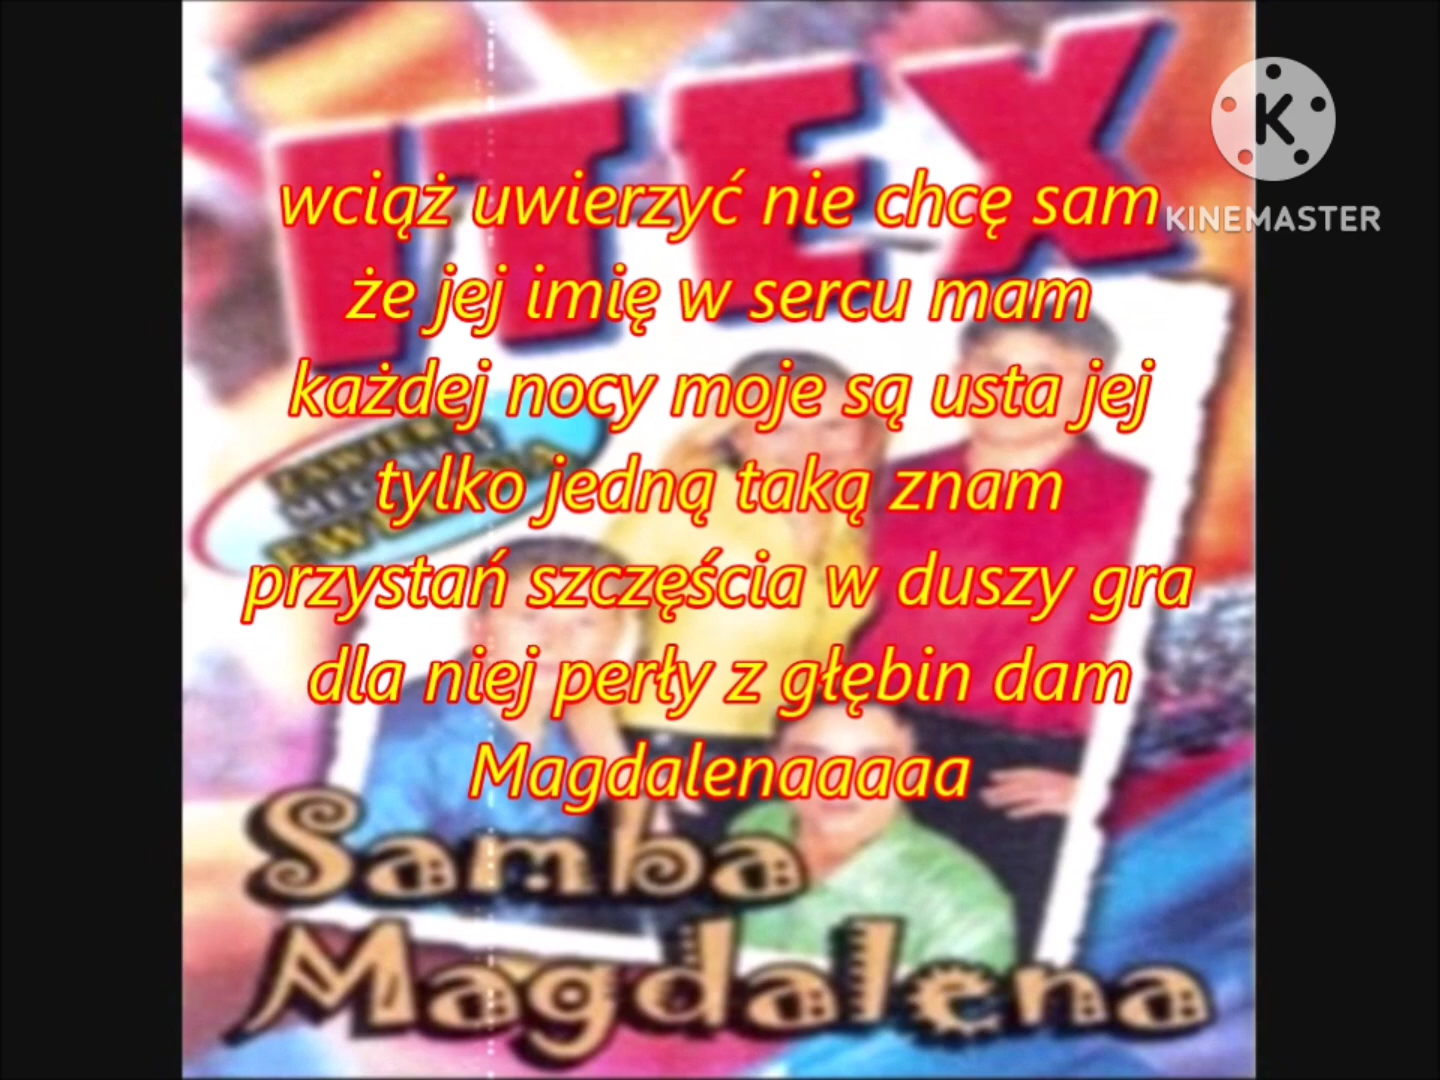 ITEX
KINEMASTER
wciąż uwierzyć nie chcę sam
że jej imię w sercu mam
każdej nocy moje są usta jej
tylko jedną taką znam
przystań szczęścia w duszy gra
dla niej perły z głębin dam
Magdalenaaaaa
Samba
Magdalena